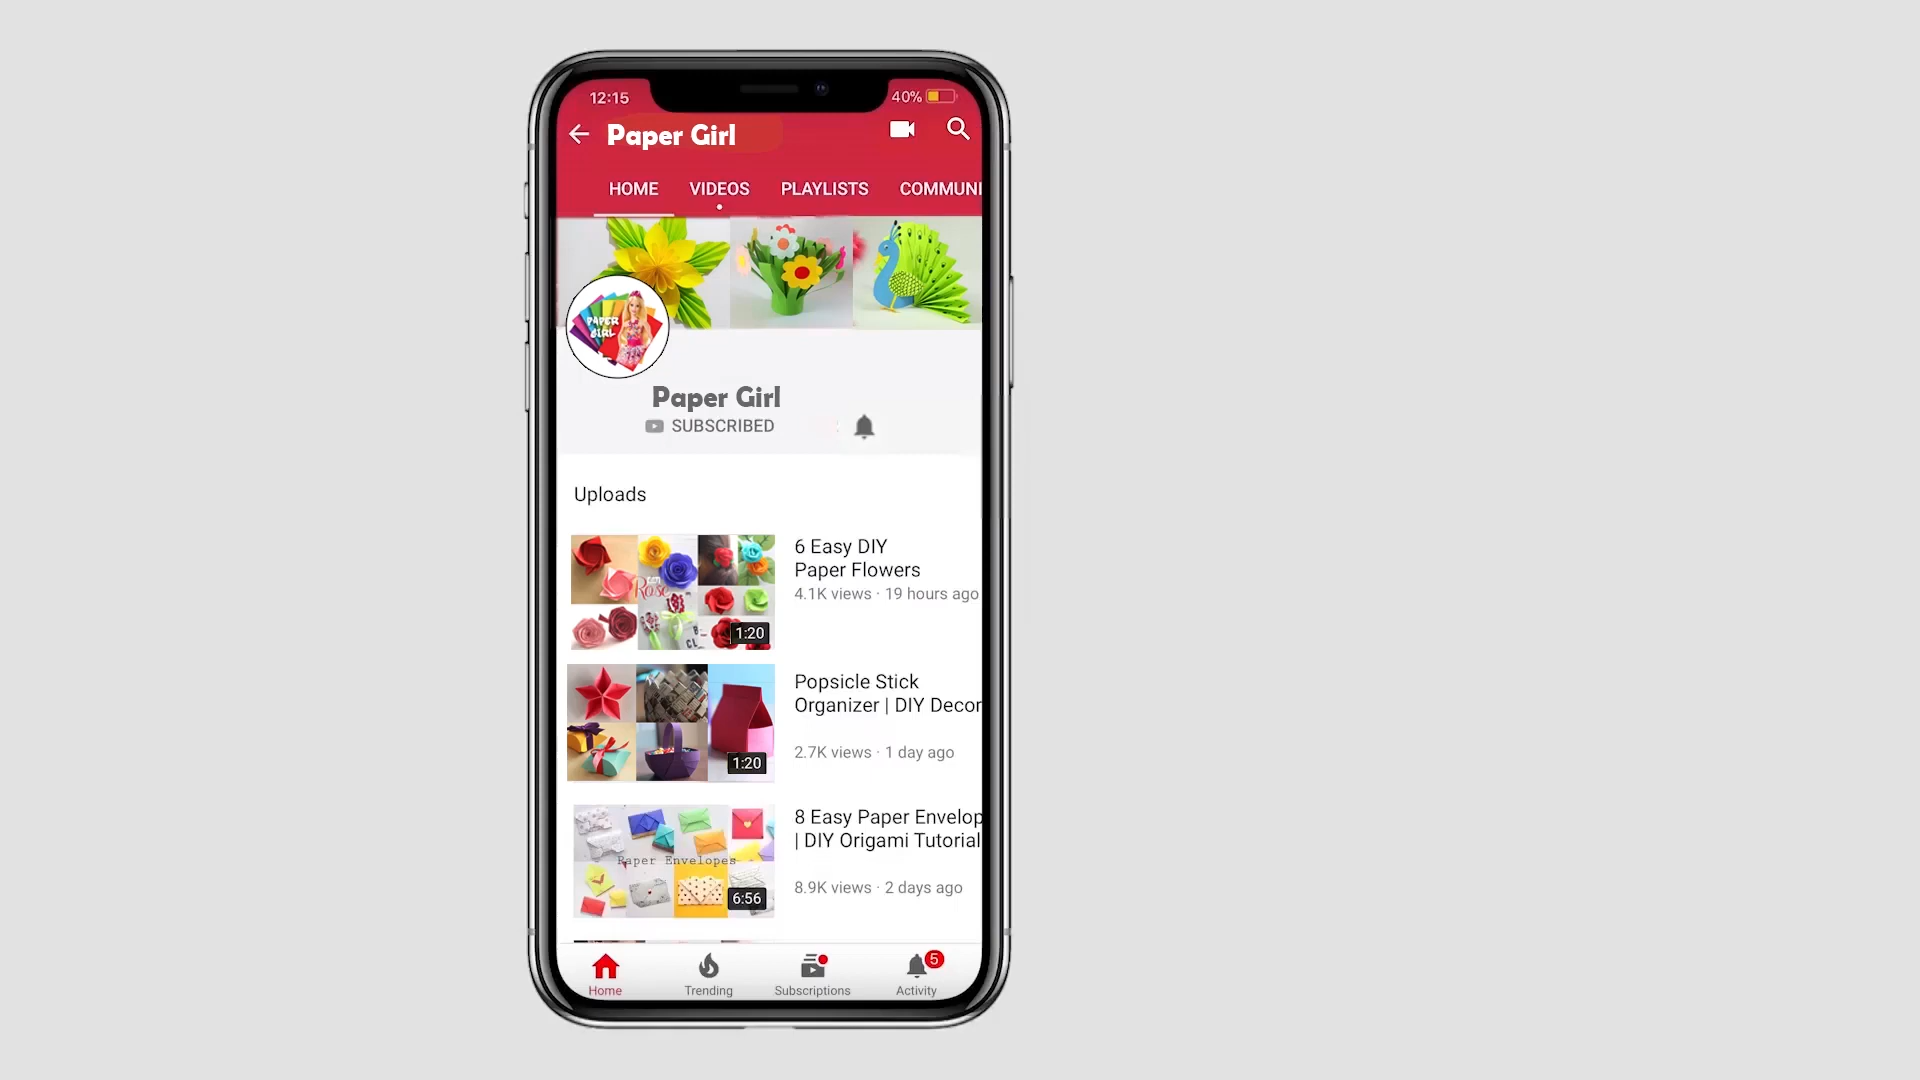 12:15
40%
Paper Girl
HOME VIDEOS PLAYLISTS COMMUNI
PAPER
GIRL
Paper Girl
SUBSCRIBED
Uploads
6 Easy DIY
Paper Flowers
4.1K views · 19 hours ago
Rose
1:20
Popsicle Stick
Organizer | DIY Decor
2.7K views · 1 day ago
1:20
8 Easy Paper Envelop
| DIY Origami Tutorial
8.9K views · 2 days ago
Paper Envelopes
6:56
5
Home Trending Subscriptions Activity